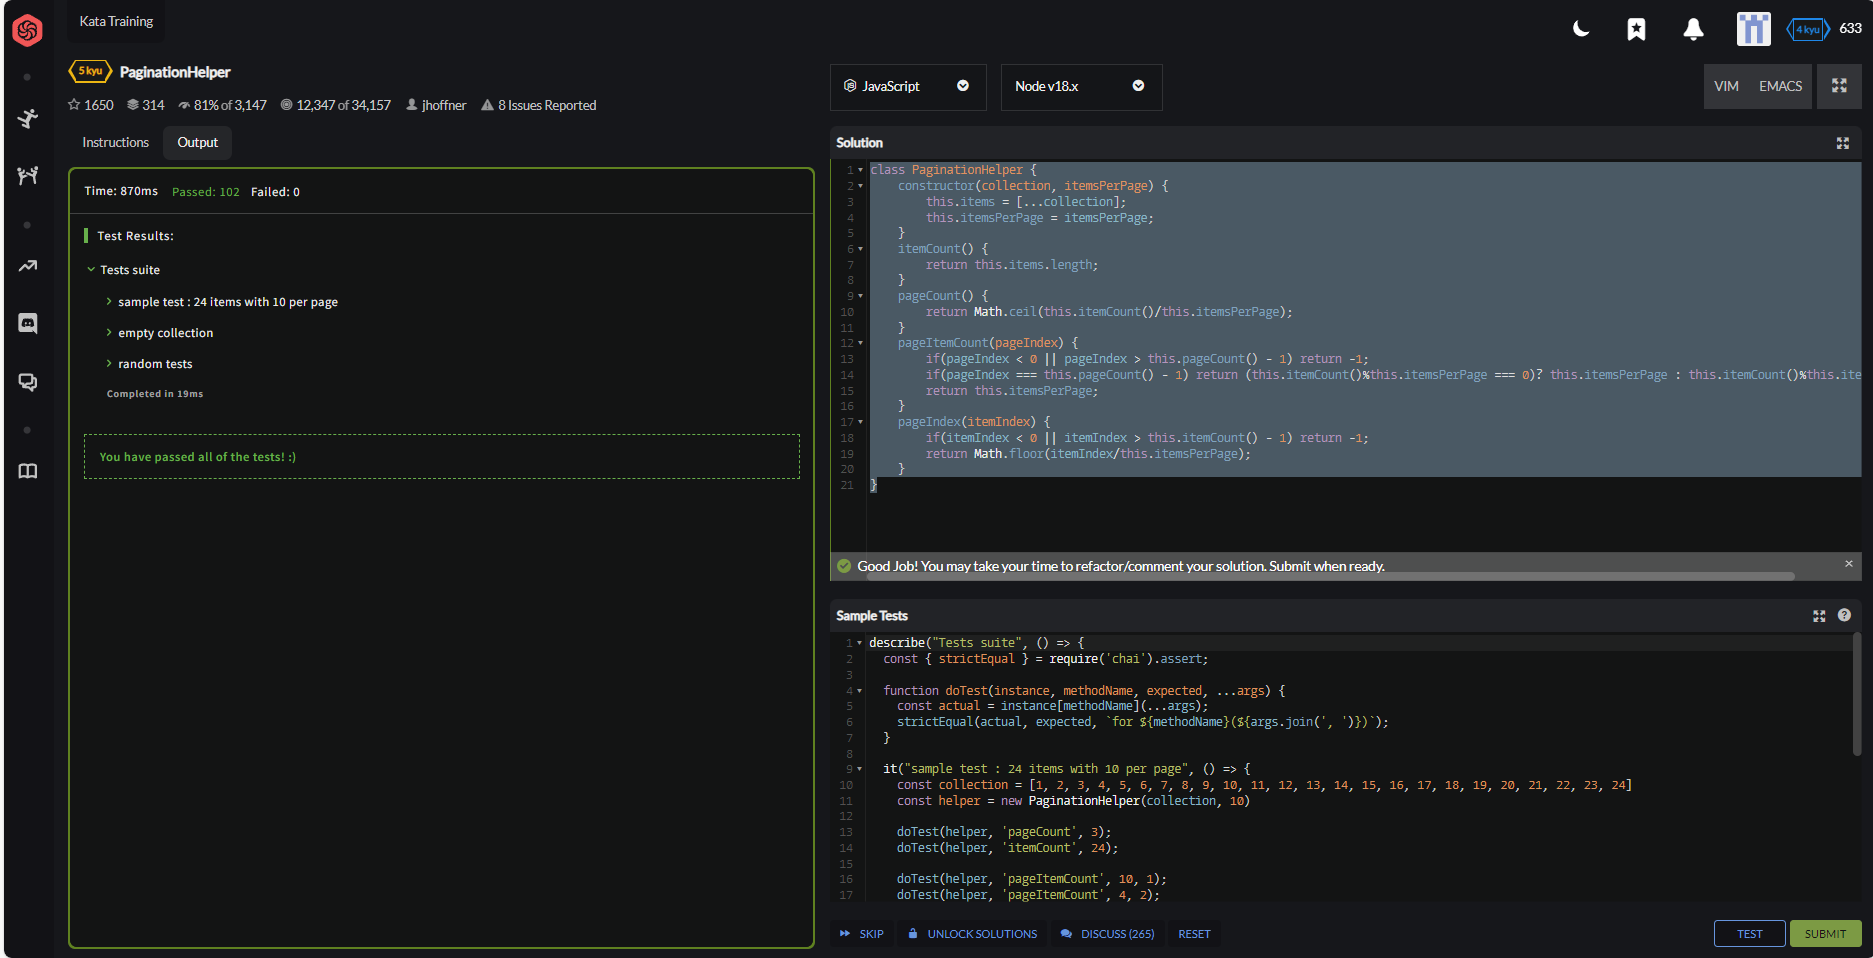 Kata Training
4 kyu 633
5 kyu PaginationHelper
1650 314 81% of 3,147 12,347 of 34,157 jhoffner 8 Issues Reported
Instructions Output
Time: 870ms Passed: 102 Failed: 0
Test Results:
Tests suite
sample test : 24 items with 10 per page
empty collection
random tests
Completed in 19ms
You have passed all of the tests! :)
JavaScript Node v18.x VIM EMACS
Solution
1 class PaginationHelper {
2 constructor(collection, itemsPerPage) {
3 this.items = [...collection];
4 this.itemsPerPage = itemsPerPage;
5 }
6 itemCount() {
7 return this.items.length;
8 }
9 pageCount() {
10 return Math.ceil(this.itemCount()/this.itemsPerPage);
11 }
12 pageItemCount(pageIndex) {
13 if(pageIndex < 0 || pageIndex > this.pageCount() - 1) return -1;
14 if(pageIndex === this.pageCount() - 1) return (this.itemCount()%this.itemsPerPage === 0)? this.itemsPerPage : this.itemCount()%this.ite
15 return this.itemsPerPage;
16 }
17 pageIndex(itemIndex) {
18 if(itemIndex < 0 || itemIndex > this.itemCount() - 1) return -1;
19 return Math.floor(itemIndex/this.itemsPerPage);
20 }
21 }
Good Job! You may take your time to refactor/comment your solution. Submit when ready.
Sample Tests
1 describe("Tests suite", () => {
2 const { strictEqual } = require('chai').assert;
3
4 function doTest(instance, methodName, expected, ...args) {
5 const actual = instance[methodName](...args);
6 strictEqual(actual, expected, `for ${methodName}(${args.join(', ')})`);
7 }
8
9 it("sample test : 24 items with 10 per page", () => {
10 const collection = [1, 2, 3, 4, 5, 6, 7, 8, 9, 10, 11, 12, 13, 14, 15, 16, 17, 18, 19, 20, 21, 22, 23, 24]
11 const helper = new PaginationHelper(collection, 10)
12
13 doTest(helper, 'pageCount', 3);
14 doTest(helper, 'itemCount', 24);
15
16 doTest(helper, 'pageItemCount', 10, 1);
17 doTest(helper, 'pageItemCount', 4, 2);
SKIP UNLOCK SOLUTIONS DISCUSS (265) RESET TEST SUBMIT